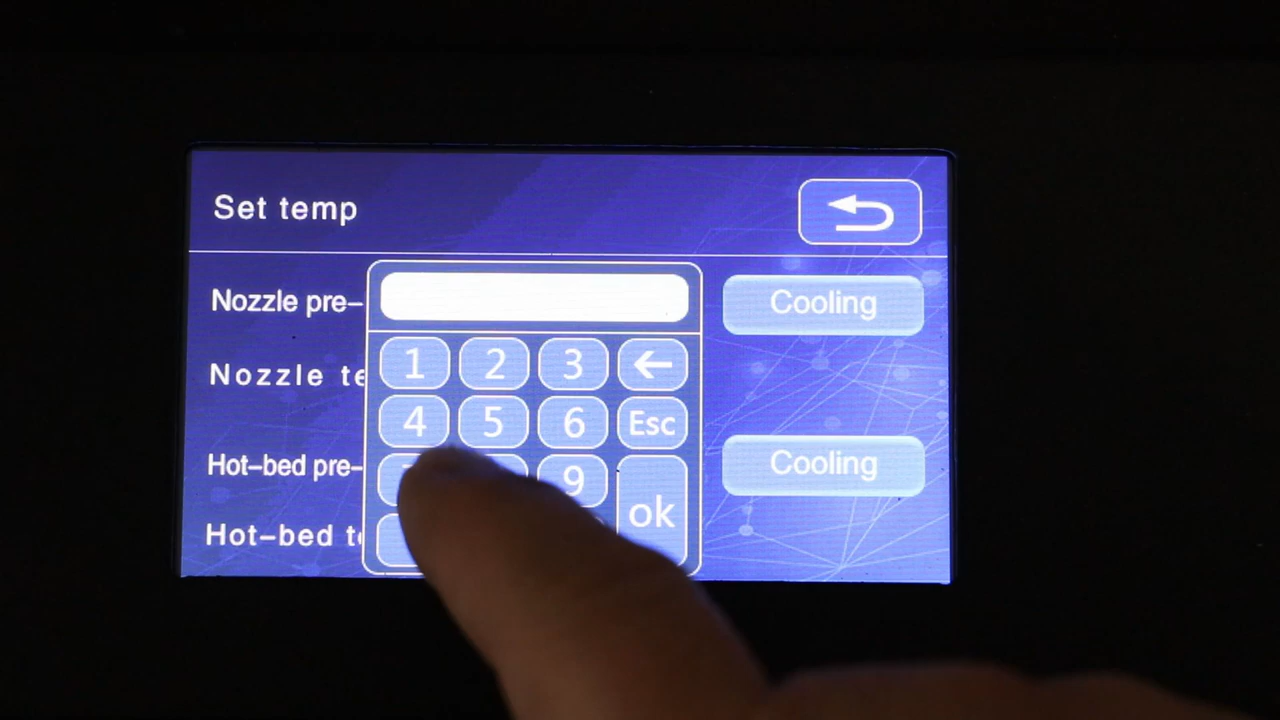 Set temp
Nozzle pre-
Cooling
1 2 3 ←
Nozzle te
4 5 6 Esc
Hot-bed pre-
9
Cooling
ok
Hot-bed t